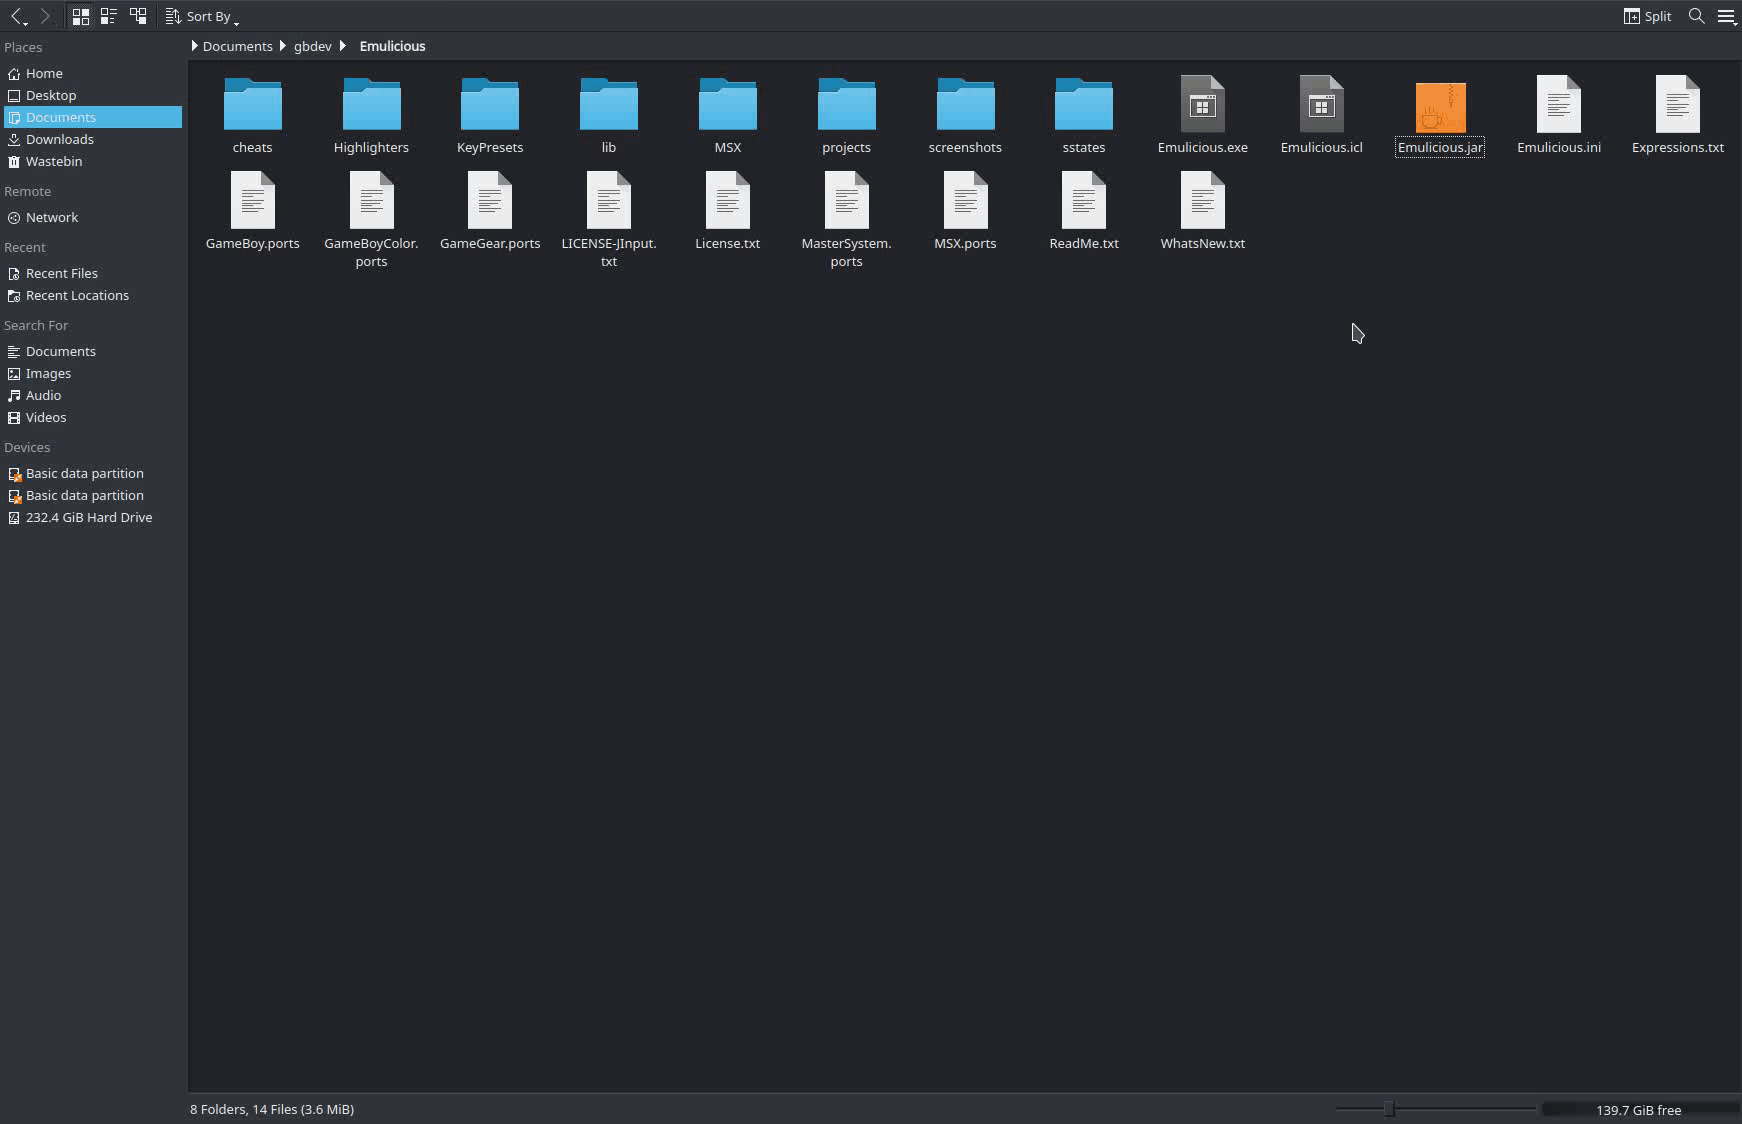 Sort By
Split
Places
Home
Desktop
Documents
Downloads
Wastebin
Remote
Network
Recent
Recent Files
Recent Locations
Search For
Documents
Images
Audio
Videos
Devices
Basic data partition
Basic data partition
232.4 GiB Hard Drive
Documents gbdev Emulicious
cheats Highlighters KeyPresets lib MSX projects screenshots sstates Emulicious.exe Emulicious.icl Emulicious.jar Emulicious.ini Expressions.txt
GameBoy.ports GameBoyColor. GameGear.ports LICENSE-JInput. License.txt MasterSystem. MSX.ports ReadMe.txt WhatsNew.txt
ports txt ports
8 Folders, 14 Files (3.6 MiB)
139.7 GiB free